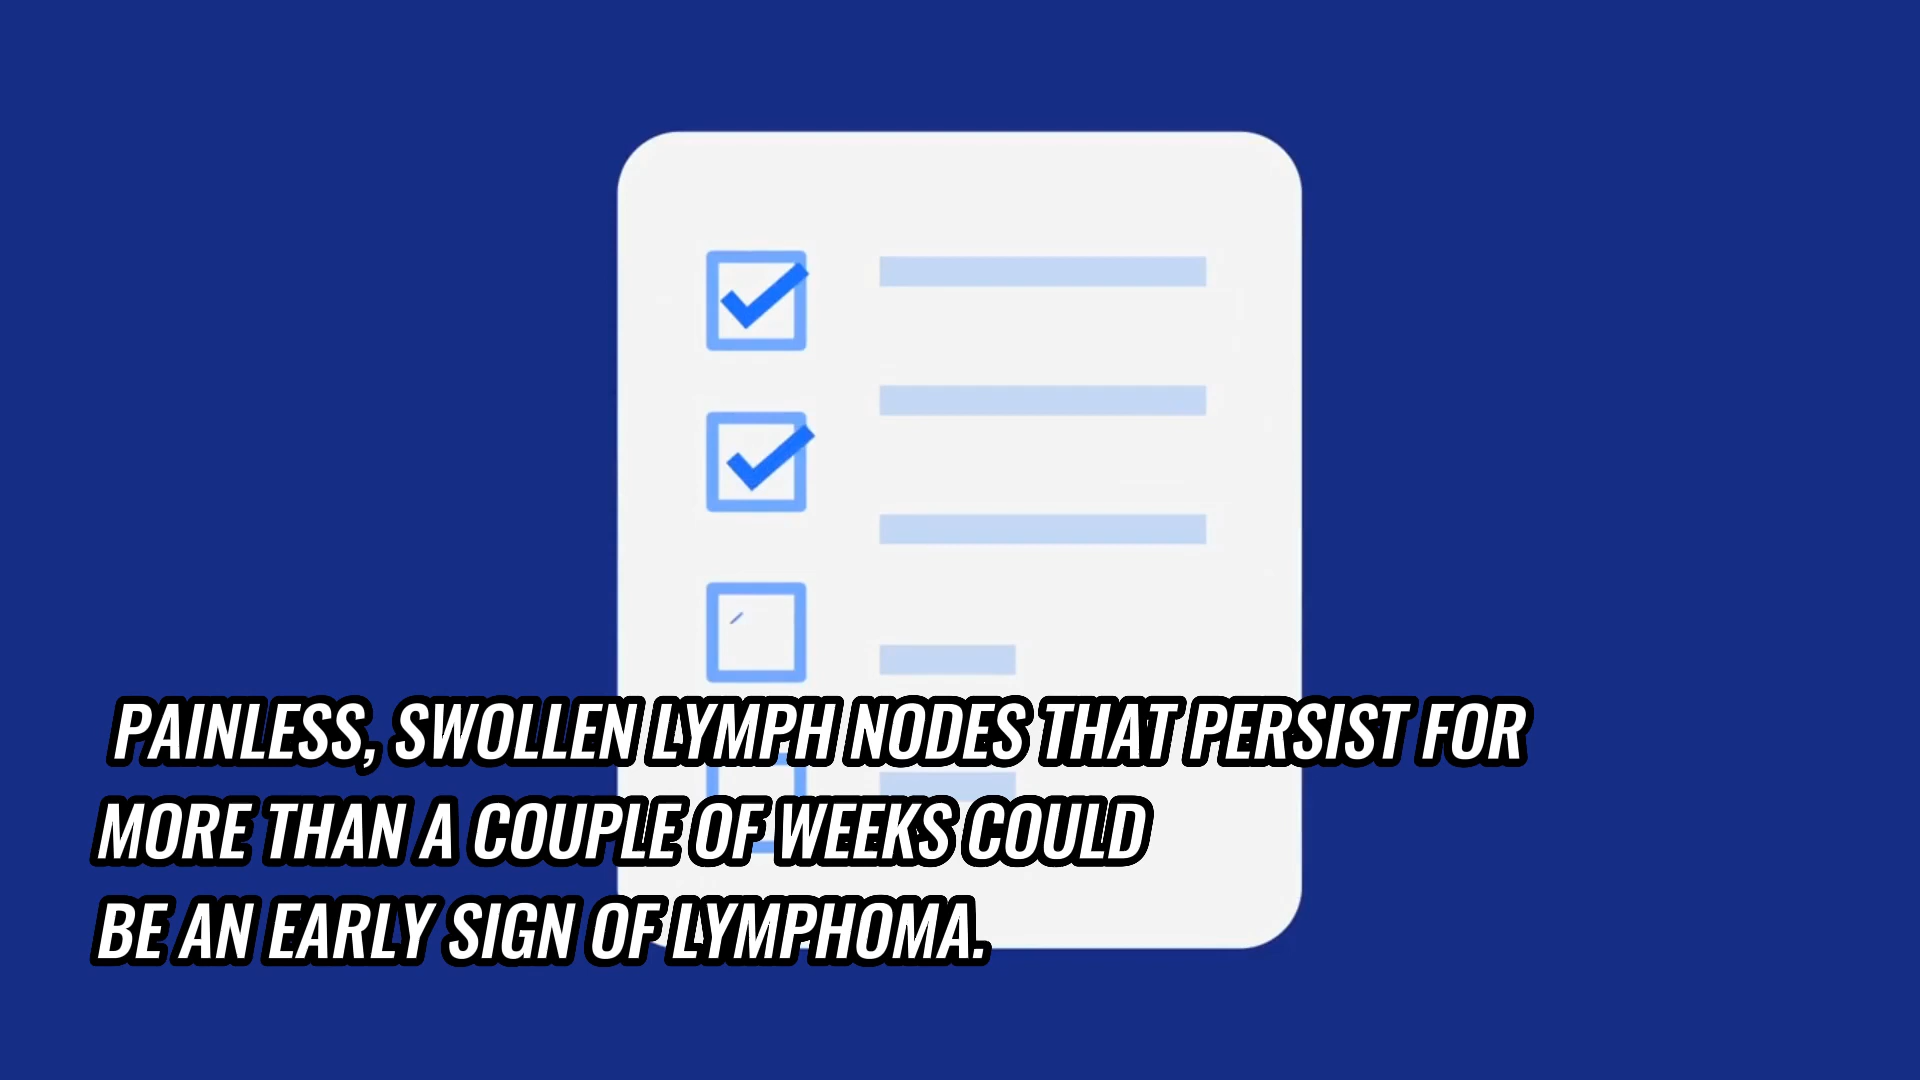 PAINLESS, SWOLLEN LYMPH NODES THAT PERSIST FOR
MORE THAN A COUPLE OF WEEKS COULD
BE AN EARLY SIGN OF LYMPHOMA.